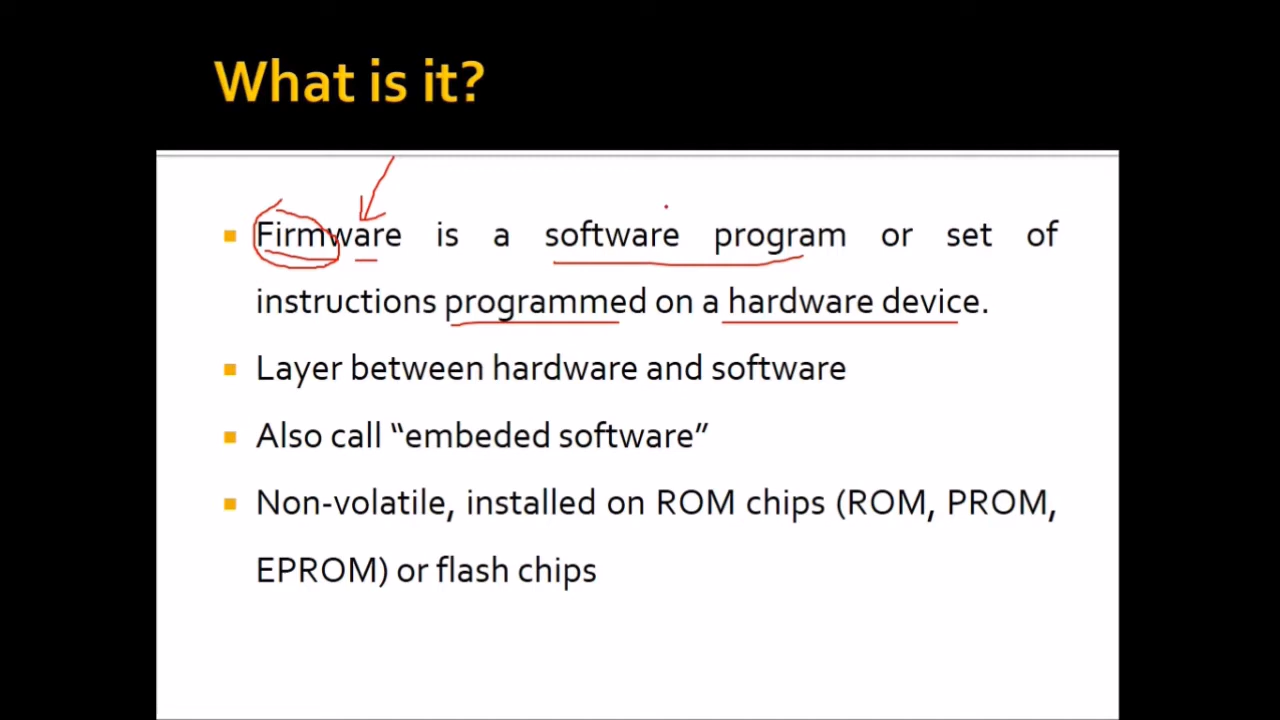 What is it?
Firmware is a software program or set of
instructions programmed on a hardware device.
Layer between hardware and software
Also call “embeded software”
Non-volatile, installed on ROM chips (ROM, PROM,
EPROM) or flash chips